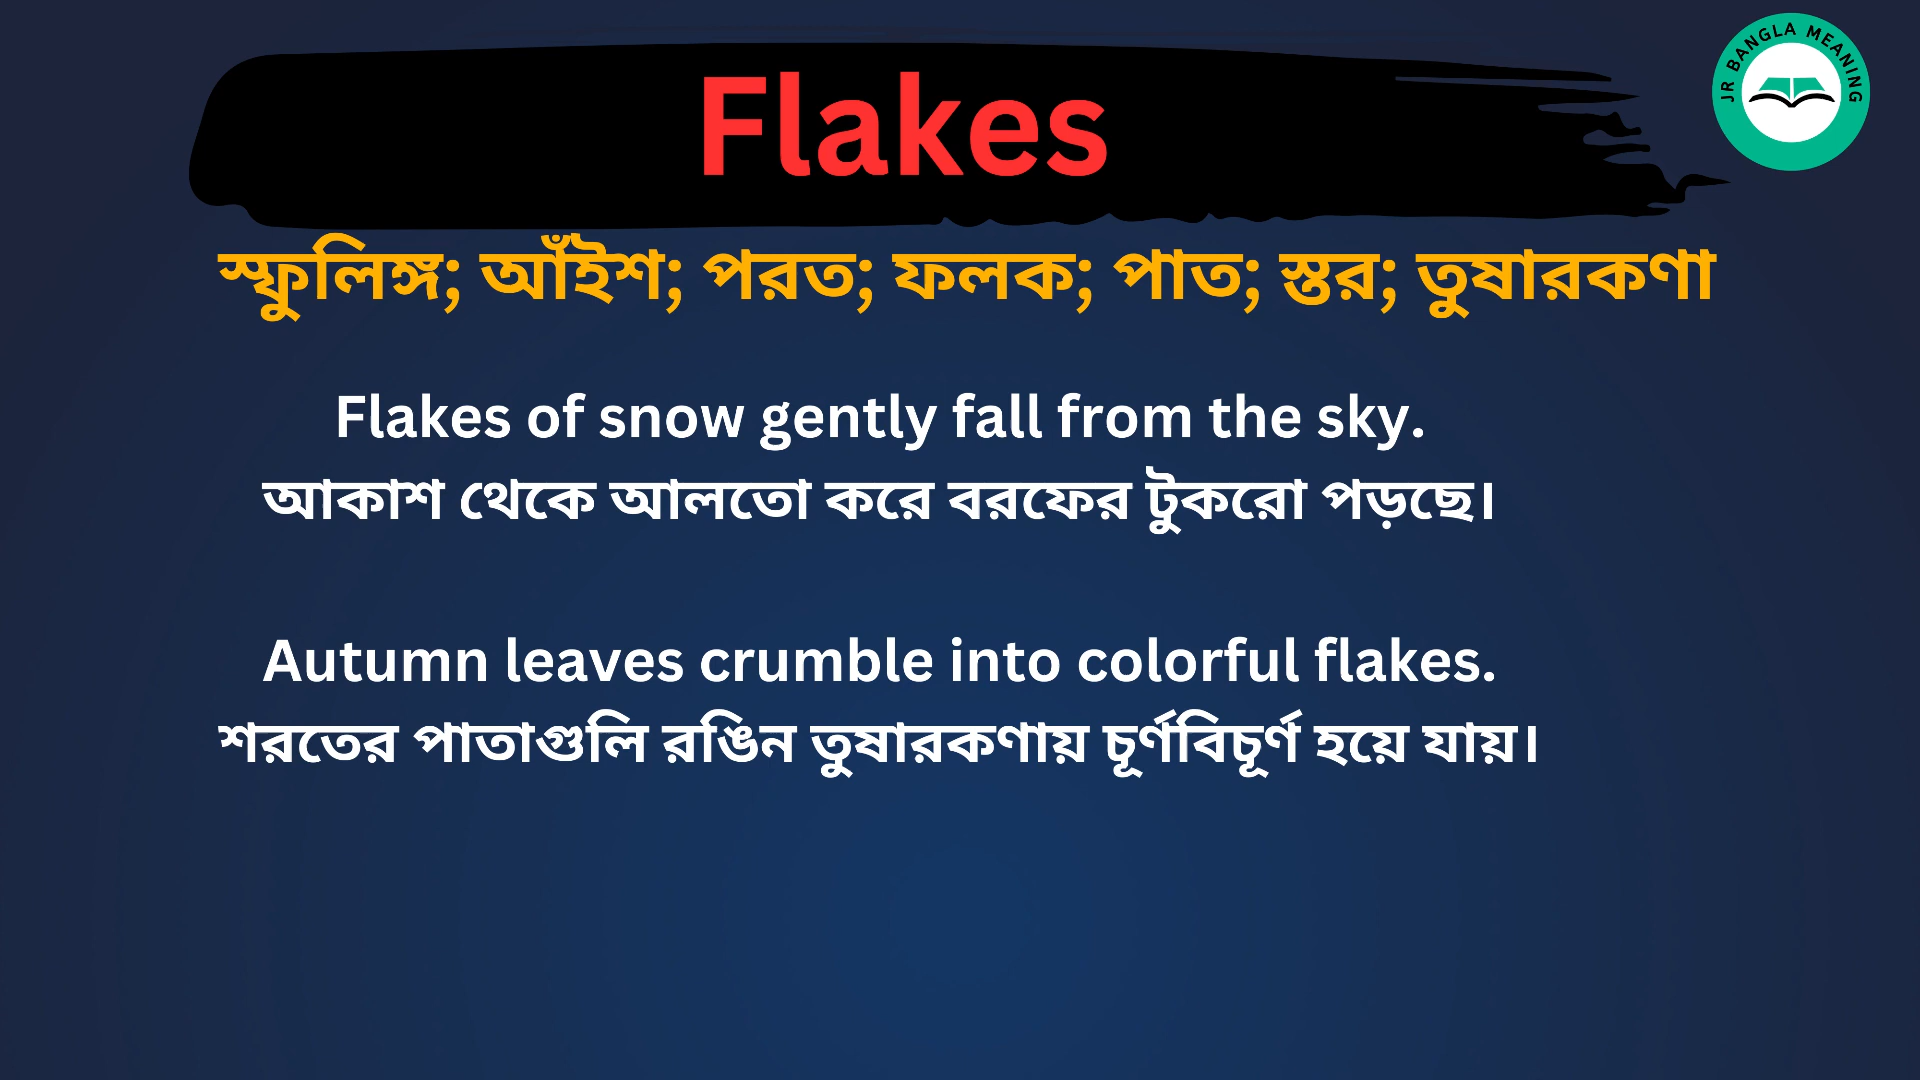 JR BANGLA MEANING
Flakes
স্ফুলিঙ্গ; আঁইশ; পরত; ফলক; পাত; স্তর; তুষারকণা
Flakes of snow gently fall from the sky.
আকাশ থেকে আলতো করে বরফের টুকরো পড়ছে।
Autumn leaves crumble into colorful flakes.
শরতের পাতাগুলি রঙিন তুষারকণায় চূর্ণবিচূর্ণ হয়ে যায়।